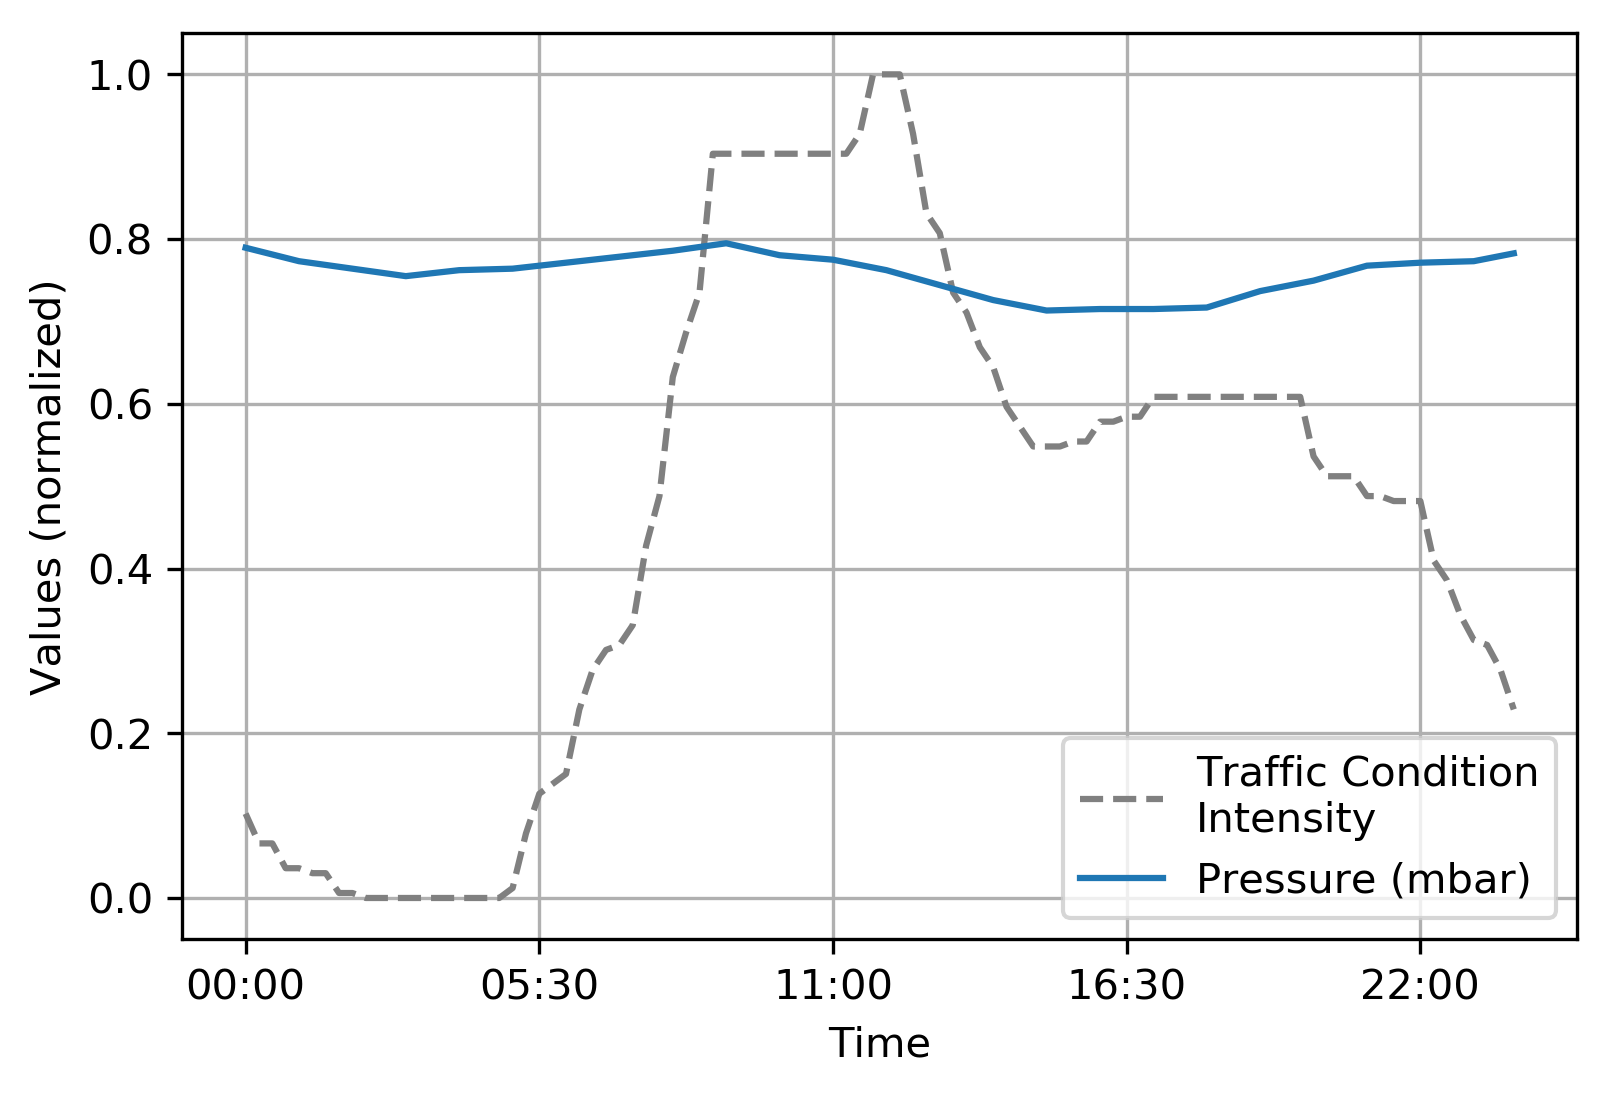 1.0
0.8
0.6
0.4
0.2
0.0
Values (normalized)
00:00
05:30
11:00
16:30
22:00
Time
Traffic Condition
Intensity
Pressure (mbar)